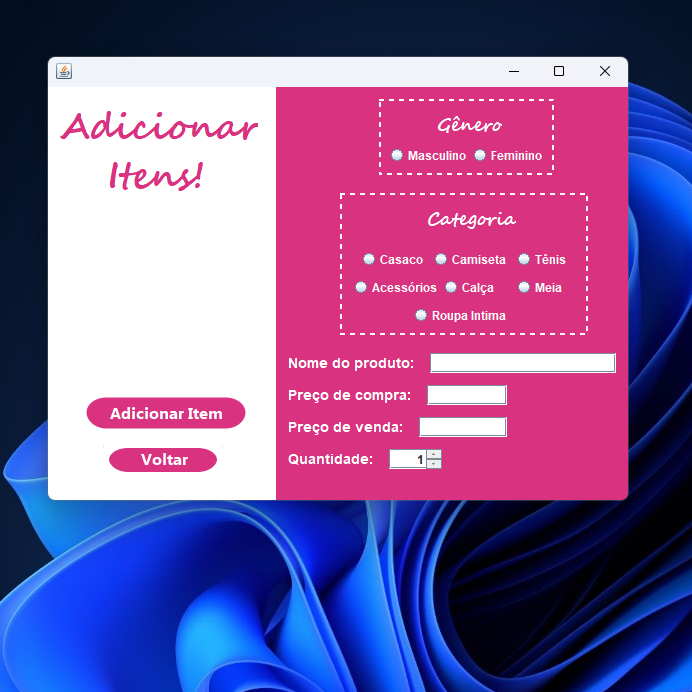 Adicionar
Itens!
Adicionar Item
Voltar
Gênero
Masculino Feminino
Categoria
Casaco Camiseta Tênis
Acessórios Calça Meia
Roupa Intima
Nome do produto:
Preço de compra:
Preço de venda:
Quantidade: 1